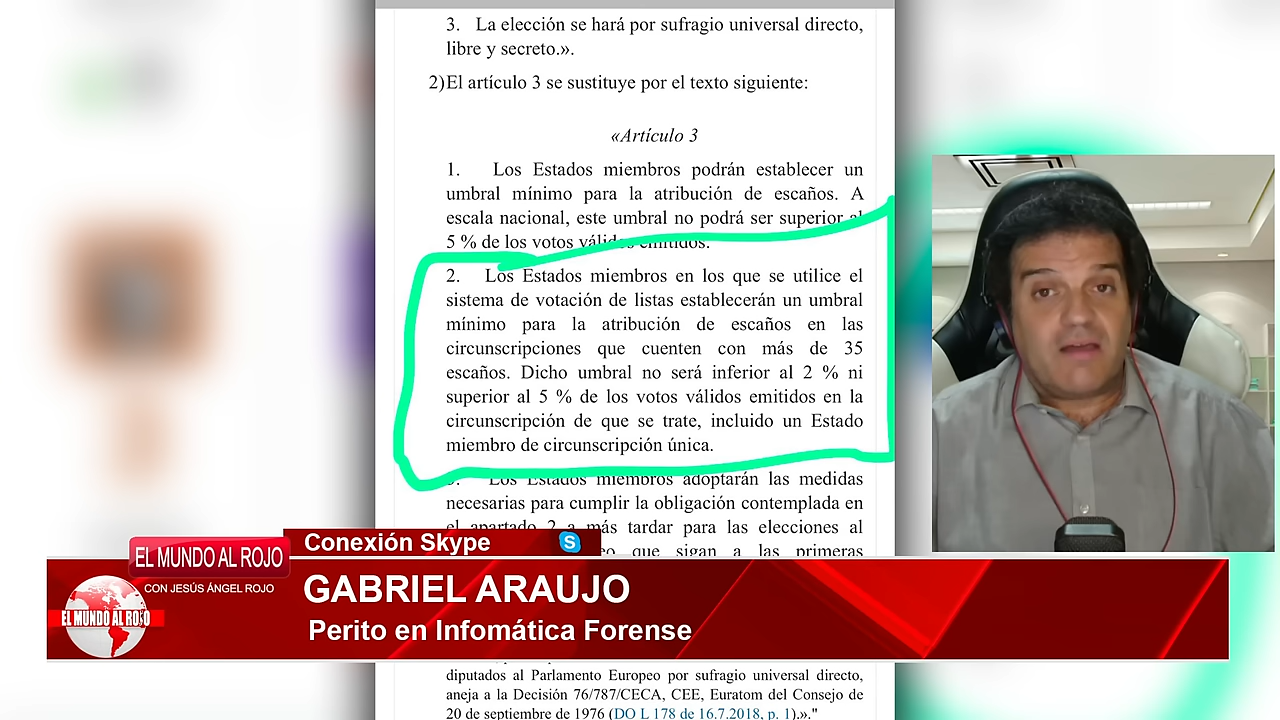 3. La elección se hará por sufragio universal directo,
libre y secreto.».
2) El artículo 3 se sustituye por el texto siguiente:
«Artículo 3
1. Los Estados miembros podrán establecer un
umbral mínimo para la atribución de escaños. A
escala nacional, este umbral no podrá ser superior al
5 % de los votos válidos emitidos.
2. Los Estados miembros en los que se utilice el
sistema de votación de listas establecerán un umbral
mínimo para la atribución de escaños en las
circunscripciones que cuenten con más de 35
escaños. Dicho umbral no será inferior al 2 % ni
superior al 5 % de los votos válidos emitidos en la
circunscripción de que se trate, incluido un Estado
miembro de circunscripción única.
3. Los Estados miembros adoptarán las medidas
necesarias para cumplir la obligación contemplada en
el apartado 2 a más tardar para las elecciones al
que sigan a las primeras
Conexión Skype
EL MUNDO AL ROJO
CON JESÚS ÁNGEL ROJO
EL MUNDO AL ROJO
GABRIEL ARAUJO
Perito en Infomática Forense
diputados al Parlamento Europeo por sufragio universal directo,
aneja a la Decisión 76/787/CECA, CEE, Euratom del Consejo de
20 de septiembre de 1976 (DO L 178 de 16.7.2018, p. 1).»."